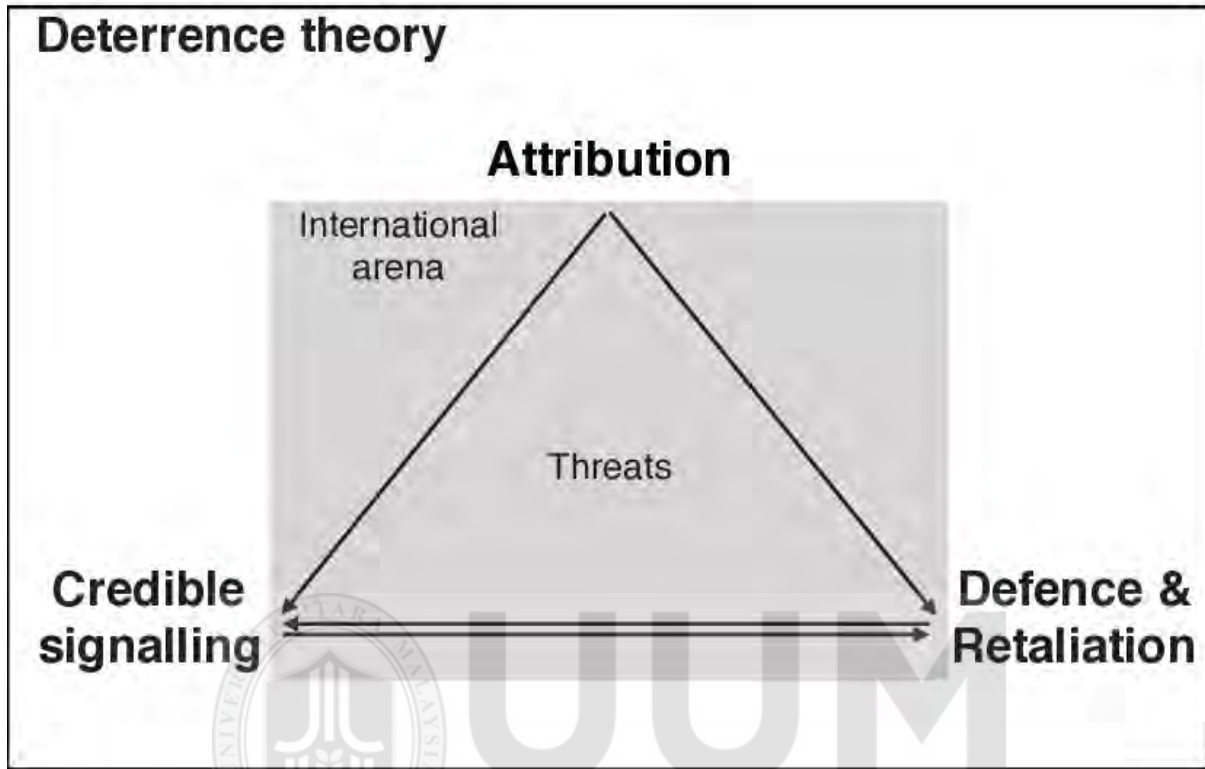 Deterrence theory
Attribution
International
arena
Threats
Credible
signalling
Defence &
Retaliation
UUM